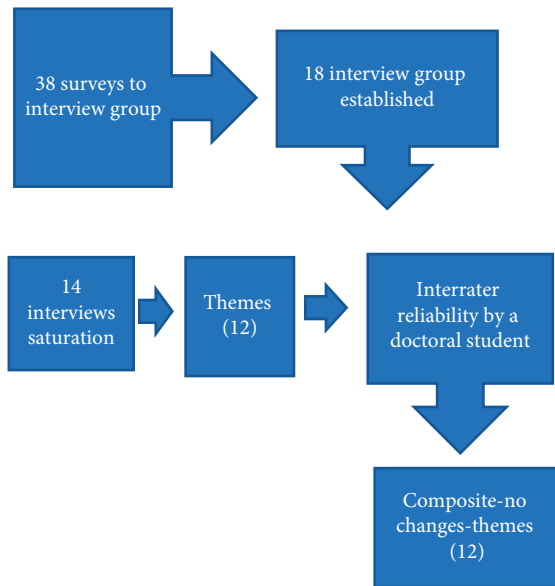 38 surveys to
interview group
18 interview group
established
14
interviews
saturation
Themes
(12)
Interrater
reliability by a
doctoral student
Composite-no
changes-themes
(12)